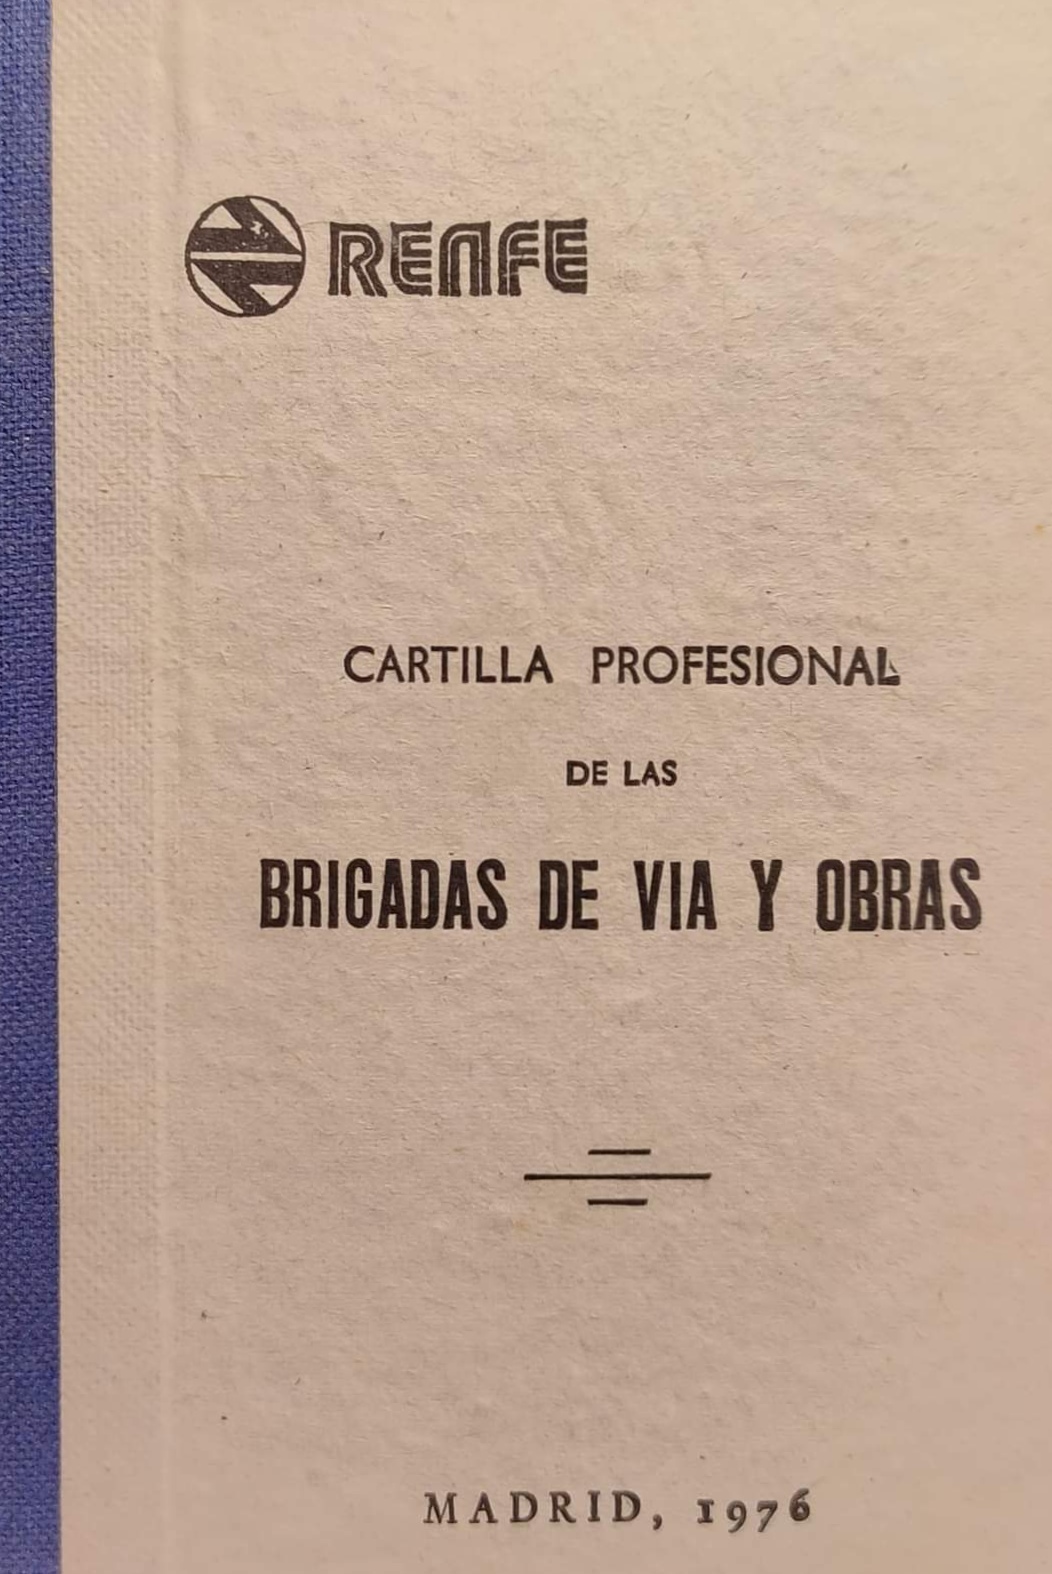 RENFE
CARTILLA PROFESIONAL
DE LAS
BRIGADAS DE VIA Y OBRAS
MADRID, 1976